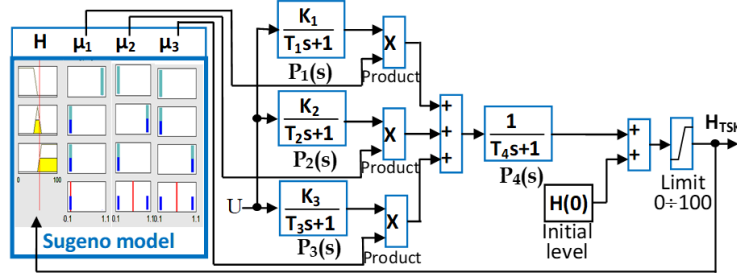 H μ1 μ2 μ3
0 100
0.1 1.1
0.1 1.1
0.1 1.1
Sugeno model
U
K1
T1s+1
P1(s)
X
Product
K2
T2s+1
P2(s)
X
Product
K3
T3s+1
P3(s)
X
Product
+
+
+
1
T4s+1
P4(s)
H(0)
Initial
level
+
+
Limit
0÷100
HTSK